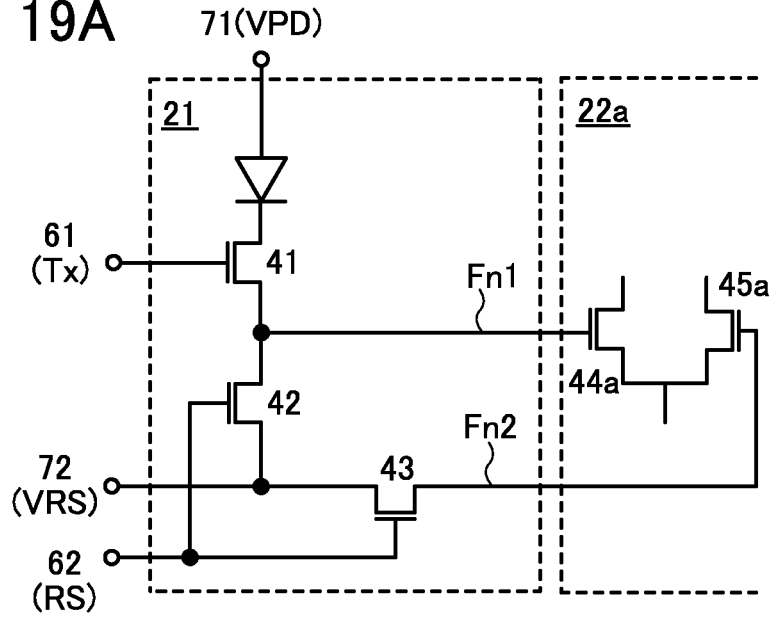 19A
71(VPD)
21
22a
61
(Tx)
41
Fn1
45a
44a
42
Fn2
43
72
(VRS)
62
(RS)